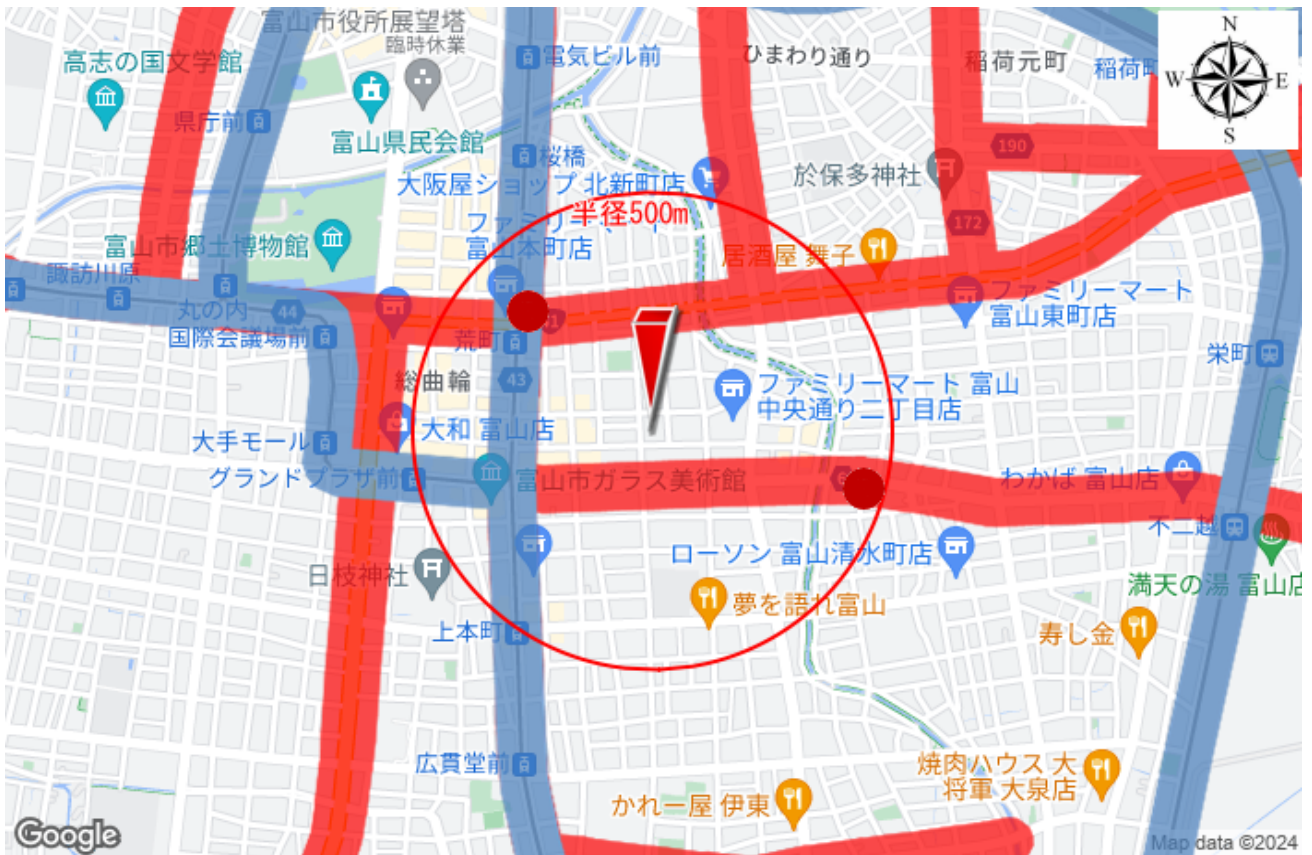 富山市役所展望塔
臨時休業
高志の国文学館
電気ビル前
ひまわり通り
稲荷元町
N
W
E
S
県庁前
富山県民会館
桜橋
大阪屋ショップ 北新町店
於保多神社
190
半径500m
富山本町店
172
富山市郷土博物館
居酒屋 舞子
諏訪川原
丸の内
44
国際会議場前
ファミリーマート
富山東町店
荒町
栄町
総曲輪
43
ファミリーマート 富山
中央通り二丁目店
大和 富山店
大手モール
グランドプラザ前
富山市ガラス美術館
わかば 富山店
不二越
ローソン 富山清水町店
日枝神社
満天の湯 富山店
夢を語れ富山
上本町
寿し金
広貫堂前
焼肉ハウス 大
将軍 大泉店
かれー屋 伊東
Google
Map data ©2024